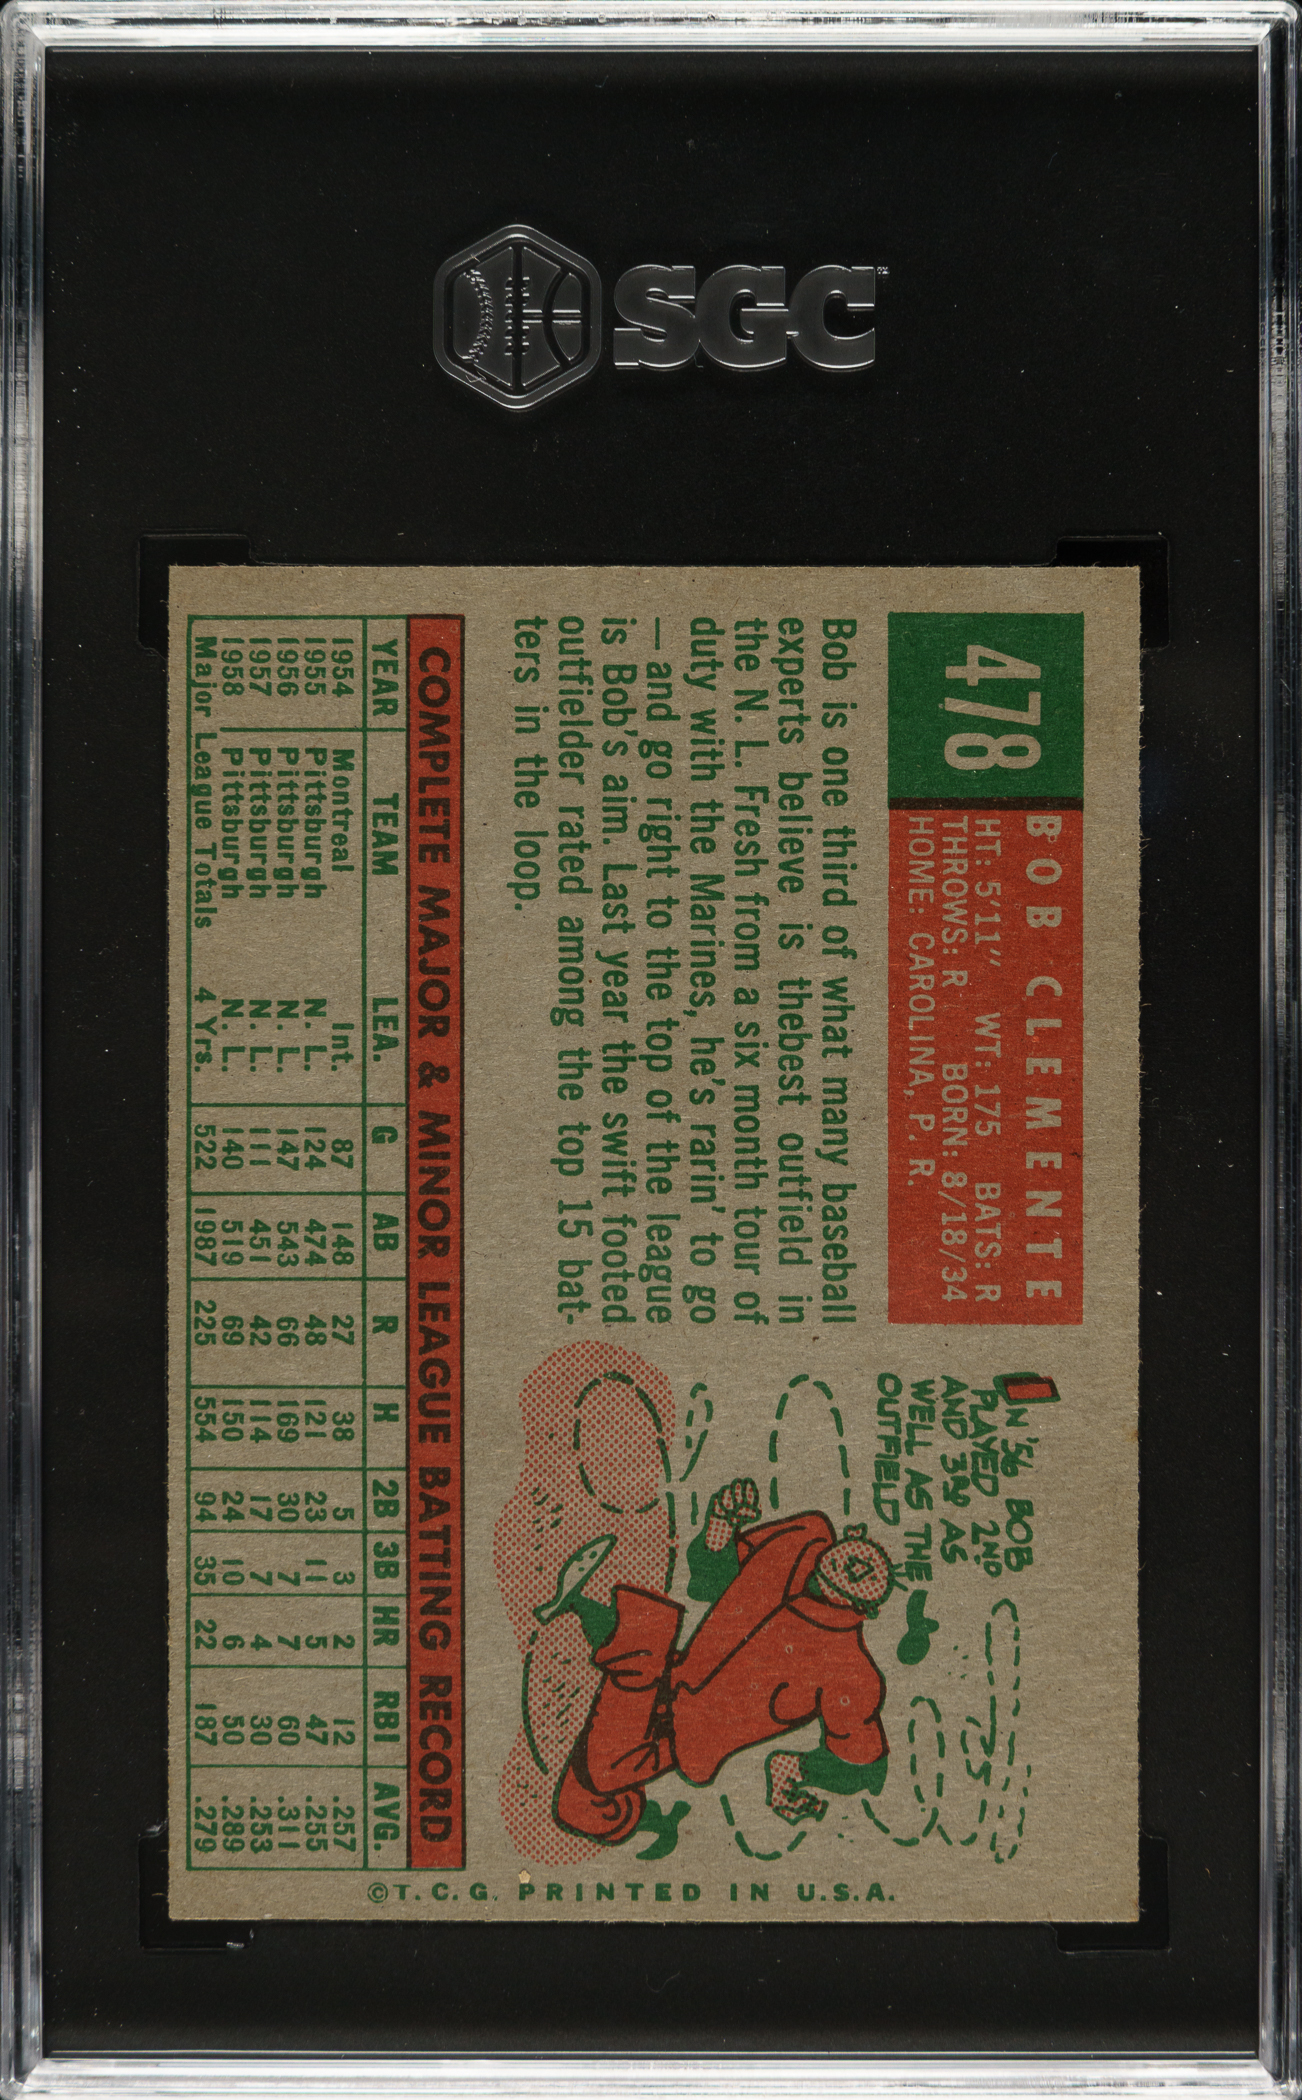 SGC
478
BOB CLEMENTE
HT: 5'11" WT: 175 BATS: R
THROWS: R BORN: 8/18/34
HOME: CAROLINA, P. R.
Bob is one third of what many baseball
experts believe is thebest outfield in
the N. L. Fresh from a six month tour of
duty with the Marines, he's rarin' to go
—and go right to the top of the league
is Bob's aim. Last year the swift footed
outfielder rated among the top 15 bat-
ters in the loop.
IN '56 BOB
PLAYED 2ND
AND 3RD AS
WELL AS THE
OUTFIELD
COMPLETE MAJOR & MINOR LEAGUE BATTING RECORD
YEAR TEAM LEA. G AB R H 2B 3B HR RBI AVG.
1954 Montreal Int. 87 148 27 38 5 3 2 12 .257
1955 Pittsburgh N. L. 124 474 48 121 23 11 5 47 .255
1956 Pittsburgh N. L. 147 543 66 169 30 7 7 60 .311
1957 Pittsburgh N. L. 111 451 42 114 17 7 4 30 .253
1958 Pittsburgh N. L. 140 519 69 150 24 10 6 50 .289
Major League Totals 4 Yrs. 522 1987 225 554 94 35 22 187 .279
© T. C. G. PRINTED IN U.S.A.